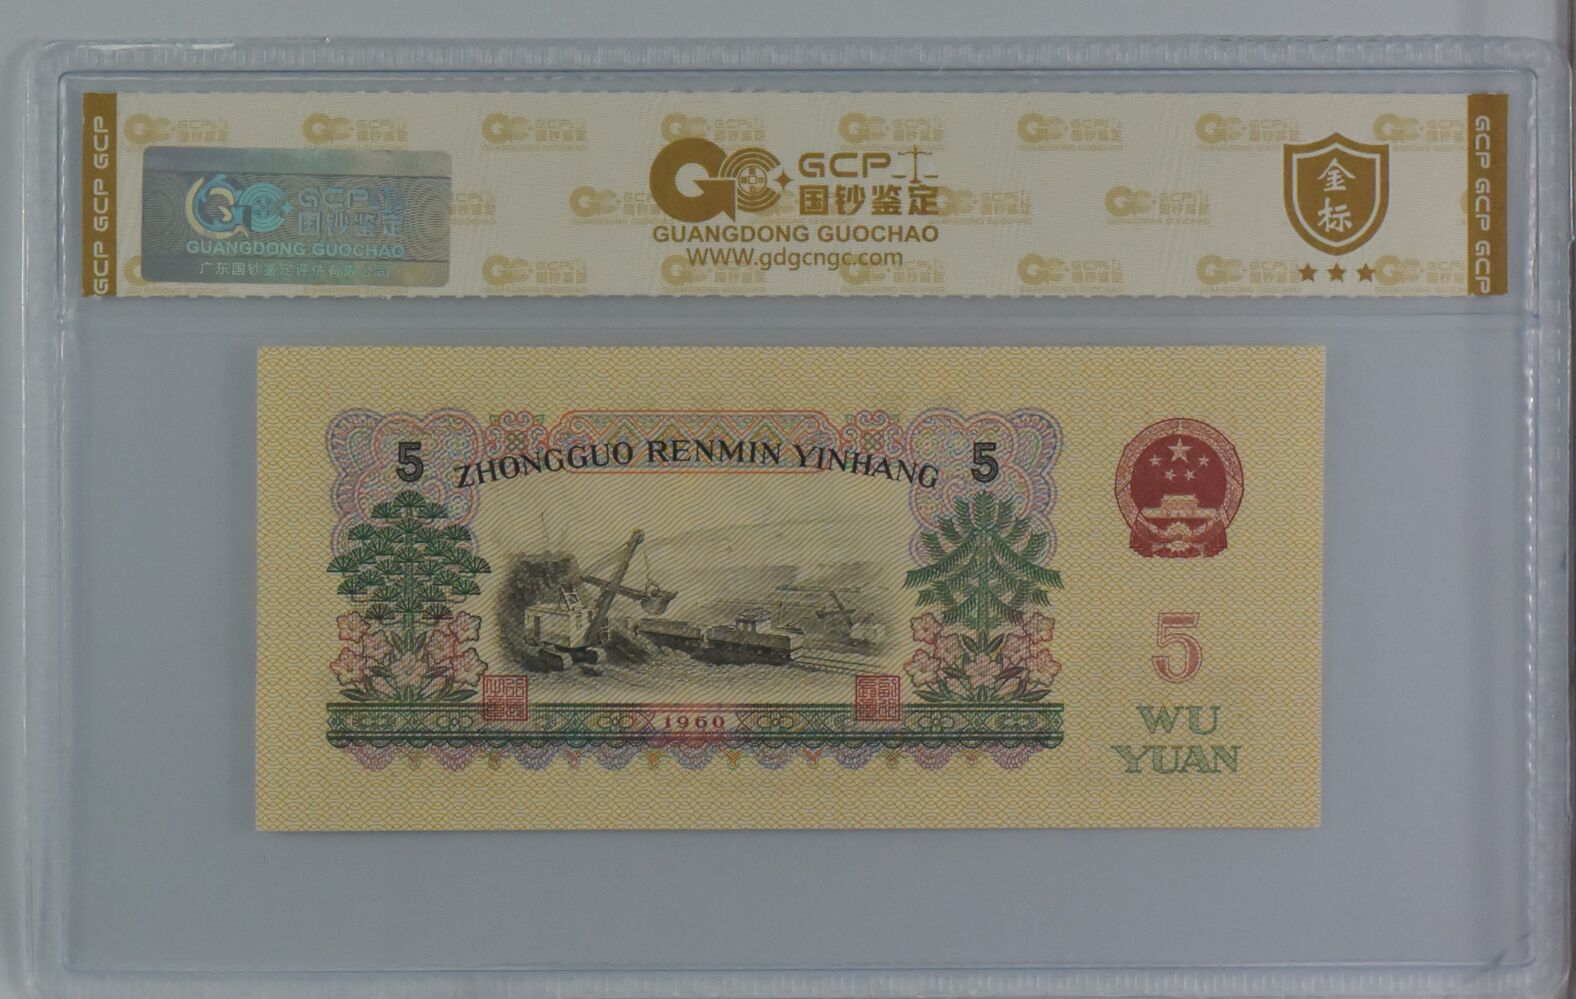 GCP GCP GCP
GCP
国钞鉴定
GUANGDONG GUOCHAO
广东国钞鉴定评估有限公司
GCP
国钞鉴定
GUANGDONG GUOCHAO
WWW.gdgcngc.com
金
标
GCP GCP GCP
5
ZHONGGUO RENMIN YINHANG
5
1960
5
WU
YUAN